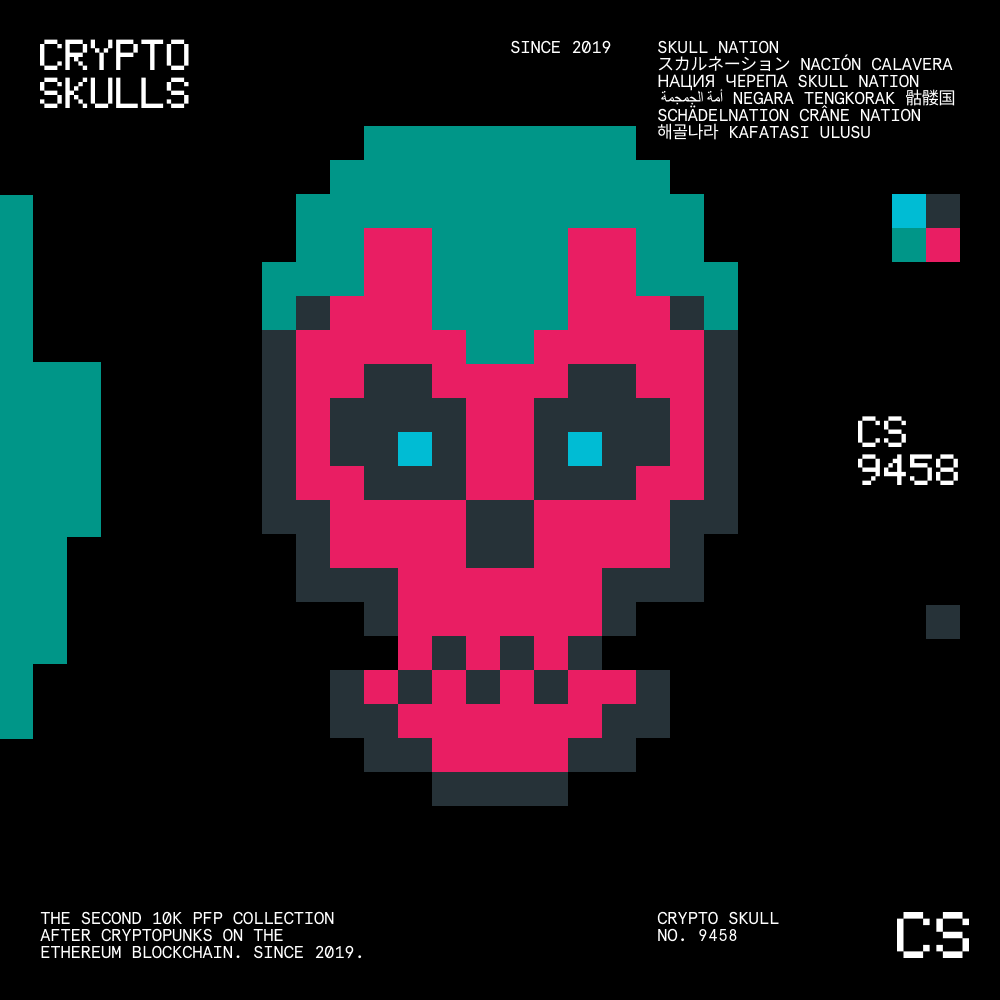 CRYPTO
SKULLS
SINCE 2019
SKULL NATION
スカルネーション NACIÓN CALAVERA
НАЦИЯ ЧЕРЕПА SKULL NATION
أمة الجمجمة NEGARA TENGKORAK 骷髅国
SCHÄDELNATION CRÂNE NATION
해골나라 KAFATASI ULUSU
CS
9458
THE SECOND 10K PFP COLLECTION
AFTER CRYPTOPUNKS ON THE
ETHEREUM BLOCKCHAIN. SINCE 2019.
CRYPTO SKULL
NO. 9458
CS